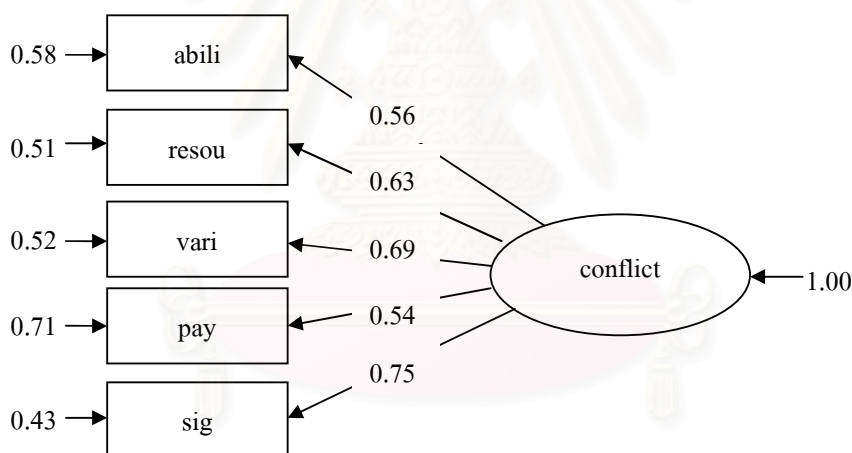 0.58 abili
0.56
0.51 resou
0.63
0.52 vari
0.69
conflict
1.00
0.71 pay
0.54
0.75
0.43 sig